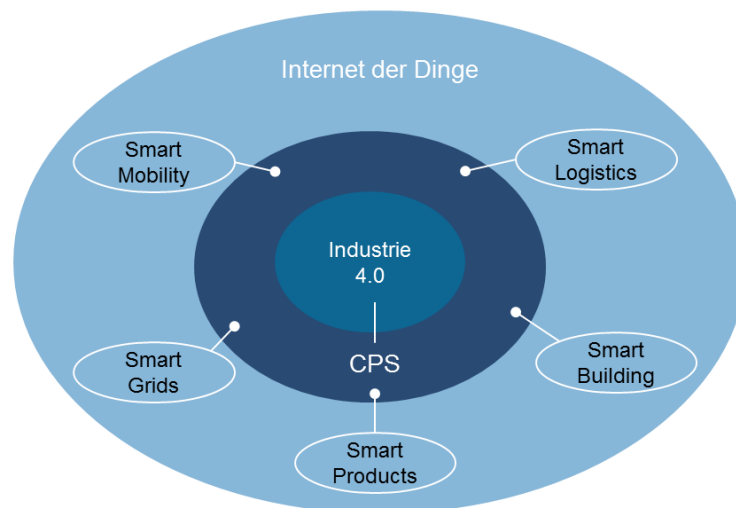 Internet der Dinge
Smart
Mobility
Smart
Logistics
Industrie
4.0
CPS
Smart
Grids
Smart
Building
Smart
Products